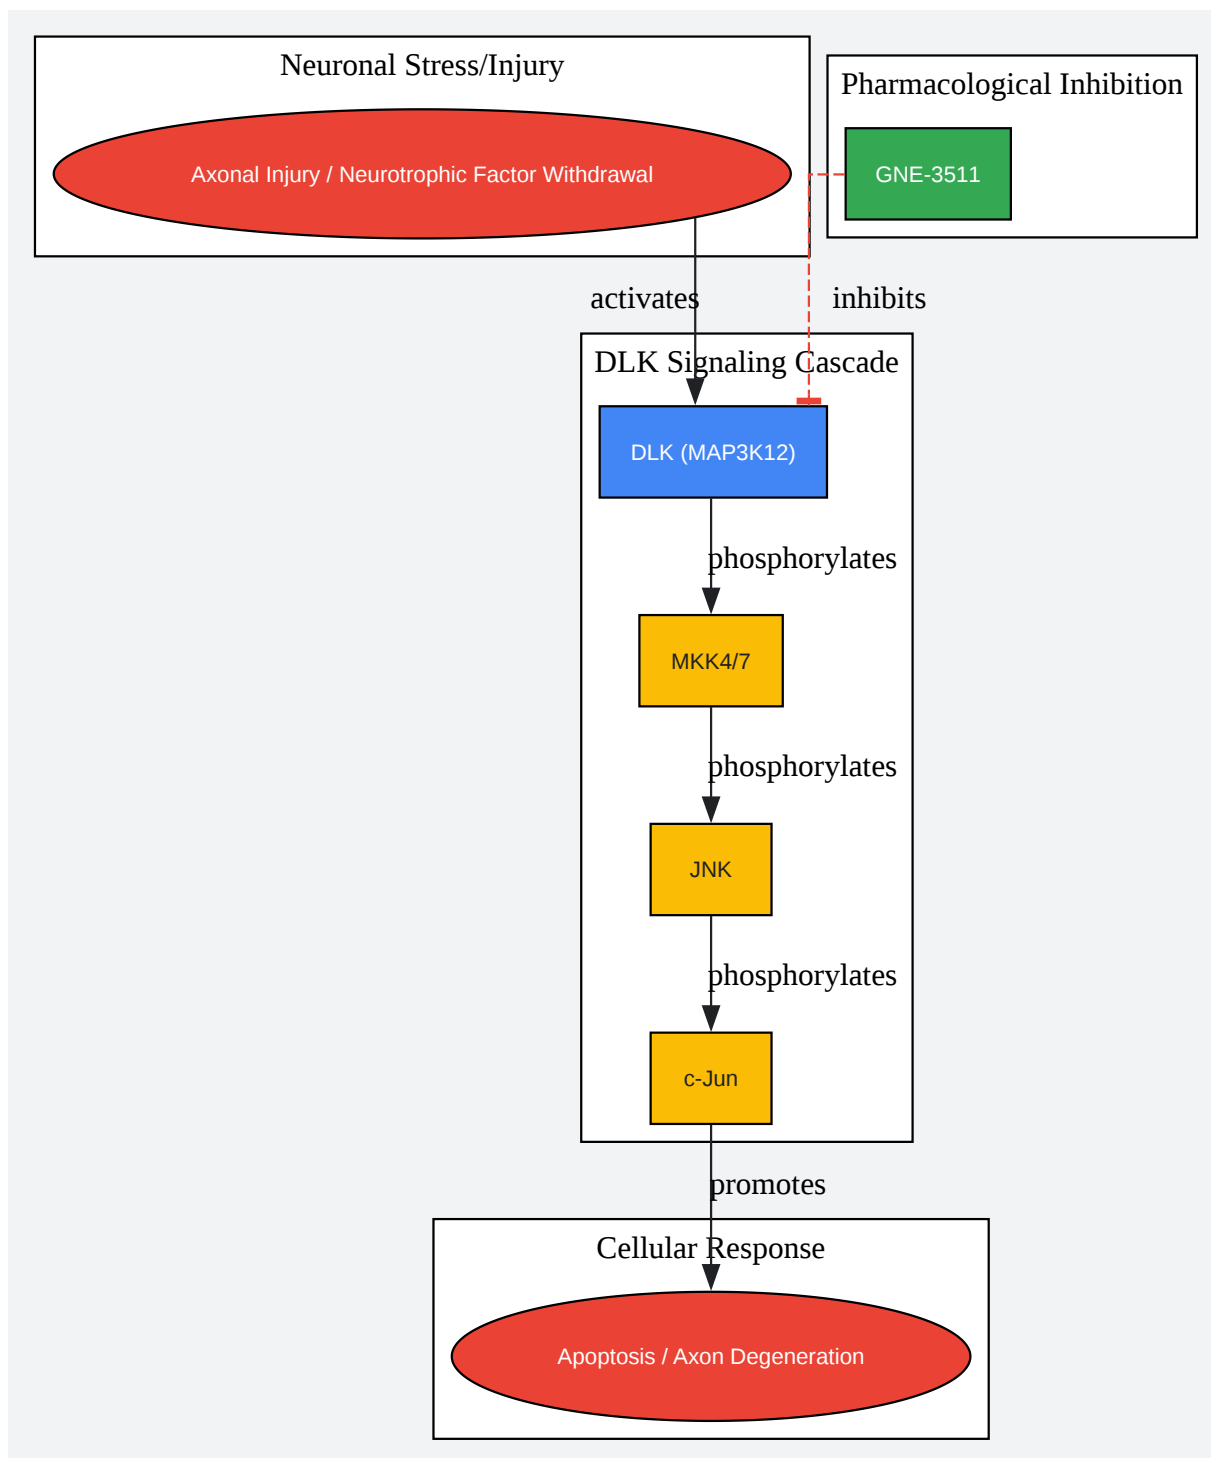 Neuronal Stress/Injury
Pharmacological Inhibition
Axonal Injury / Neurotrophic Factor Withdrawal
GNE-3511
activates
inhibits
DLK Signaling Cascade
DLK (MAP3K12)
phosphorylates
MKK4/7
phosphorylates
JNK
phosphorylates
c-Jun
promotes
Cellular Response
Apoptosis / Axon Degeneration